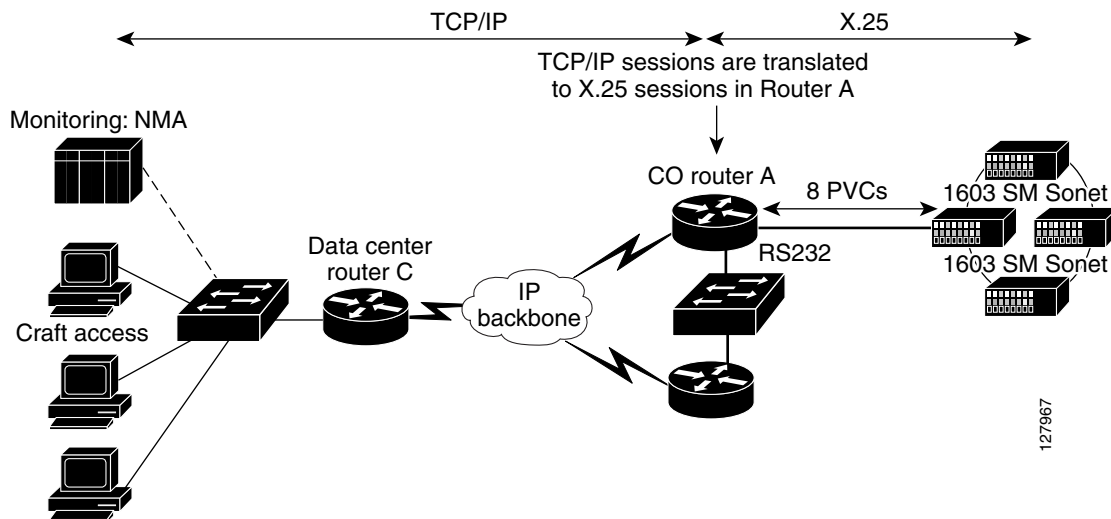 TCP/IP
X.25
TCP/IP sessions are translated
to X.25 sessions in Router A
Monitoring: NMA
CO router A
8 PVCs
1603 SM Sonet
Data center
router C
RS232
IP
backbone
1603 SM Sonet
Craft access
127967